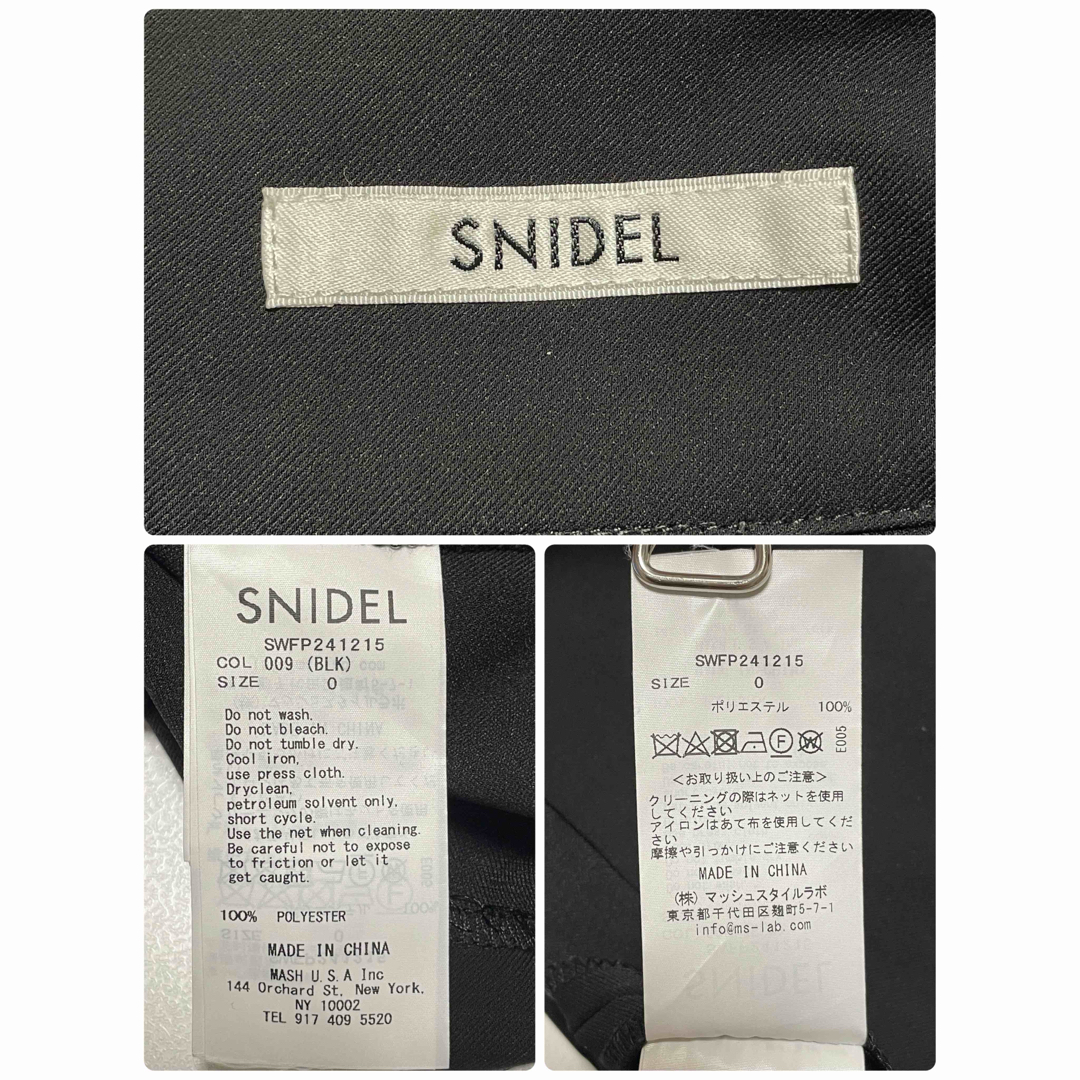 SNIDEL
SNIDEL
SWFP241215
COL 009 (BLK)
SIZE 0
Do not wash.
Do not bleach.
Do not tumble dry.
Cool iron,
use press cloth.
Dryclean,
petroleum solvent only.
short cycle.
Use the net when cleaning.
Be careful not to expose
to friction or let it
get caught.
100% POLYESTER
MADE IN CHINA
MASH U.S.A Inc
144 Orchard St, New York,
NY 10002
TEL 917 409 5520
SWFP241215
SIZE 0
ポリエステル 100%
F W
E005
<お取り扱い上のご注意>
クリーニングの際はネットを使用
してください
アイロンはあて布を使用してくだ
さい
摩擦や引っかけにご注意ください
MADE IN CHINA
(株)マッシュスタイルラボ
東京都千代田区麹町5-7-1
info@ms-lab.com